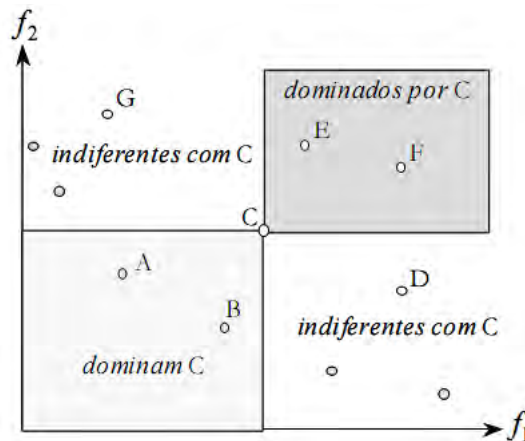 f₂
G
dominados por C
E
indiferentes com C
F
C
A
D
B
indiferentes com C
dominam C
f₁